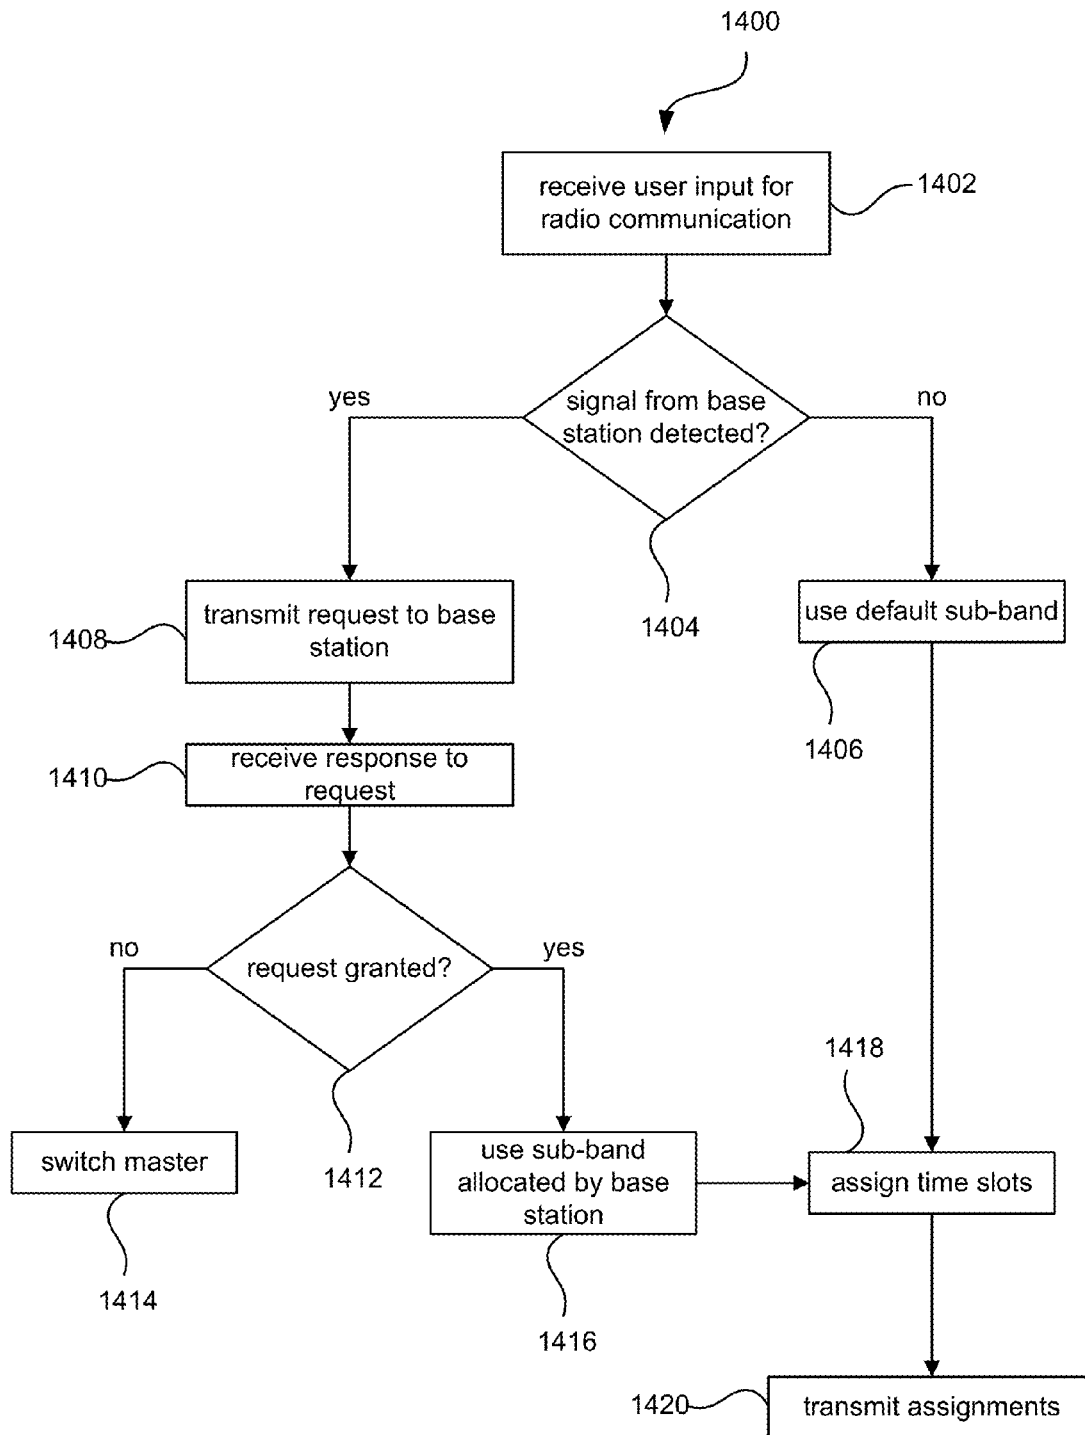 1400
receive user input for
radio communication
1402
yes
signal from base
station detected?
no
1404
1408
transmit request to base
station
use default sub-band
1406
1410
receive response to
request
no
request granted?
yes
1412
1418
switch master
1414
use sub-band
allocated by base
station
1416
assign time slots
1420
transmit assignments